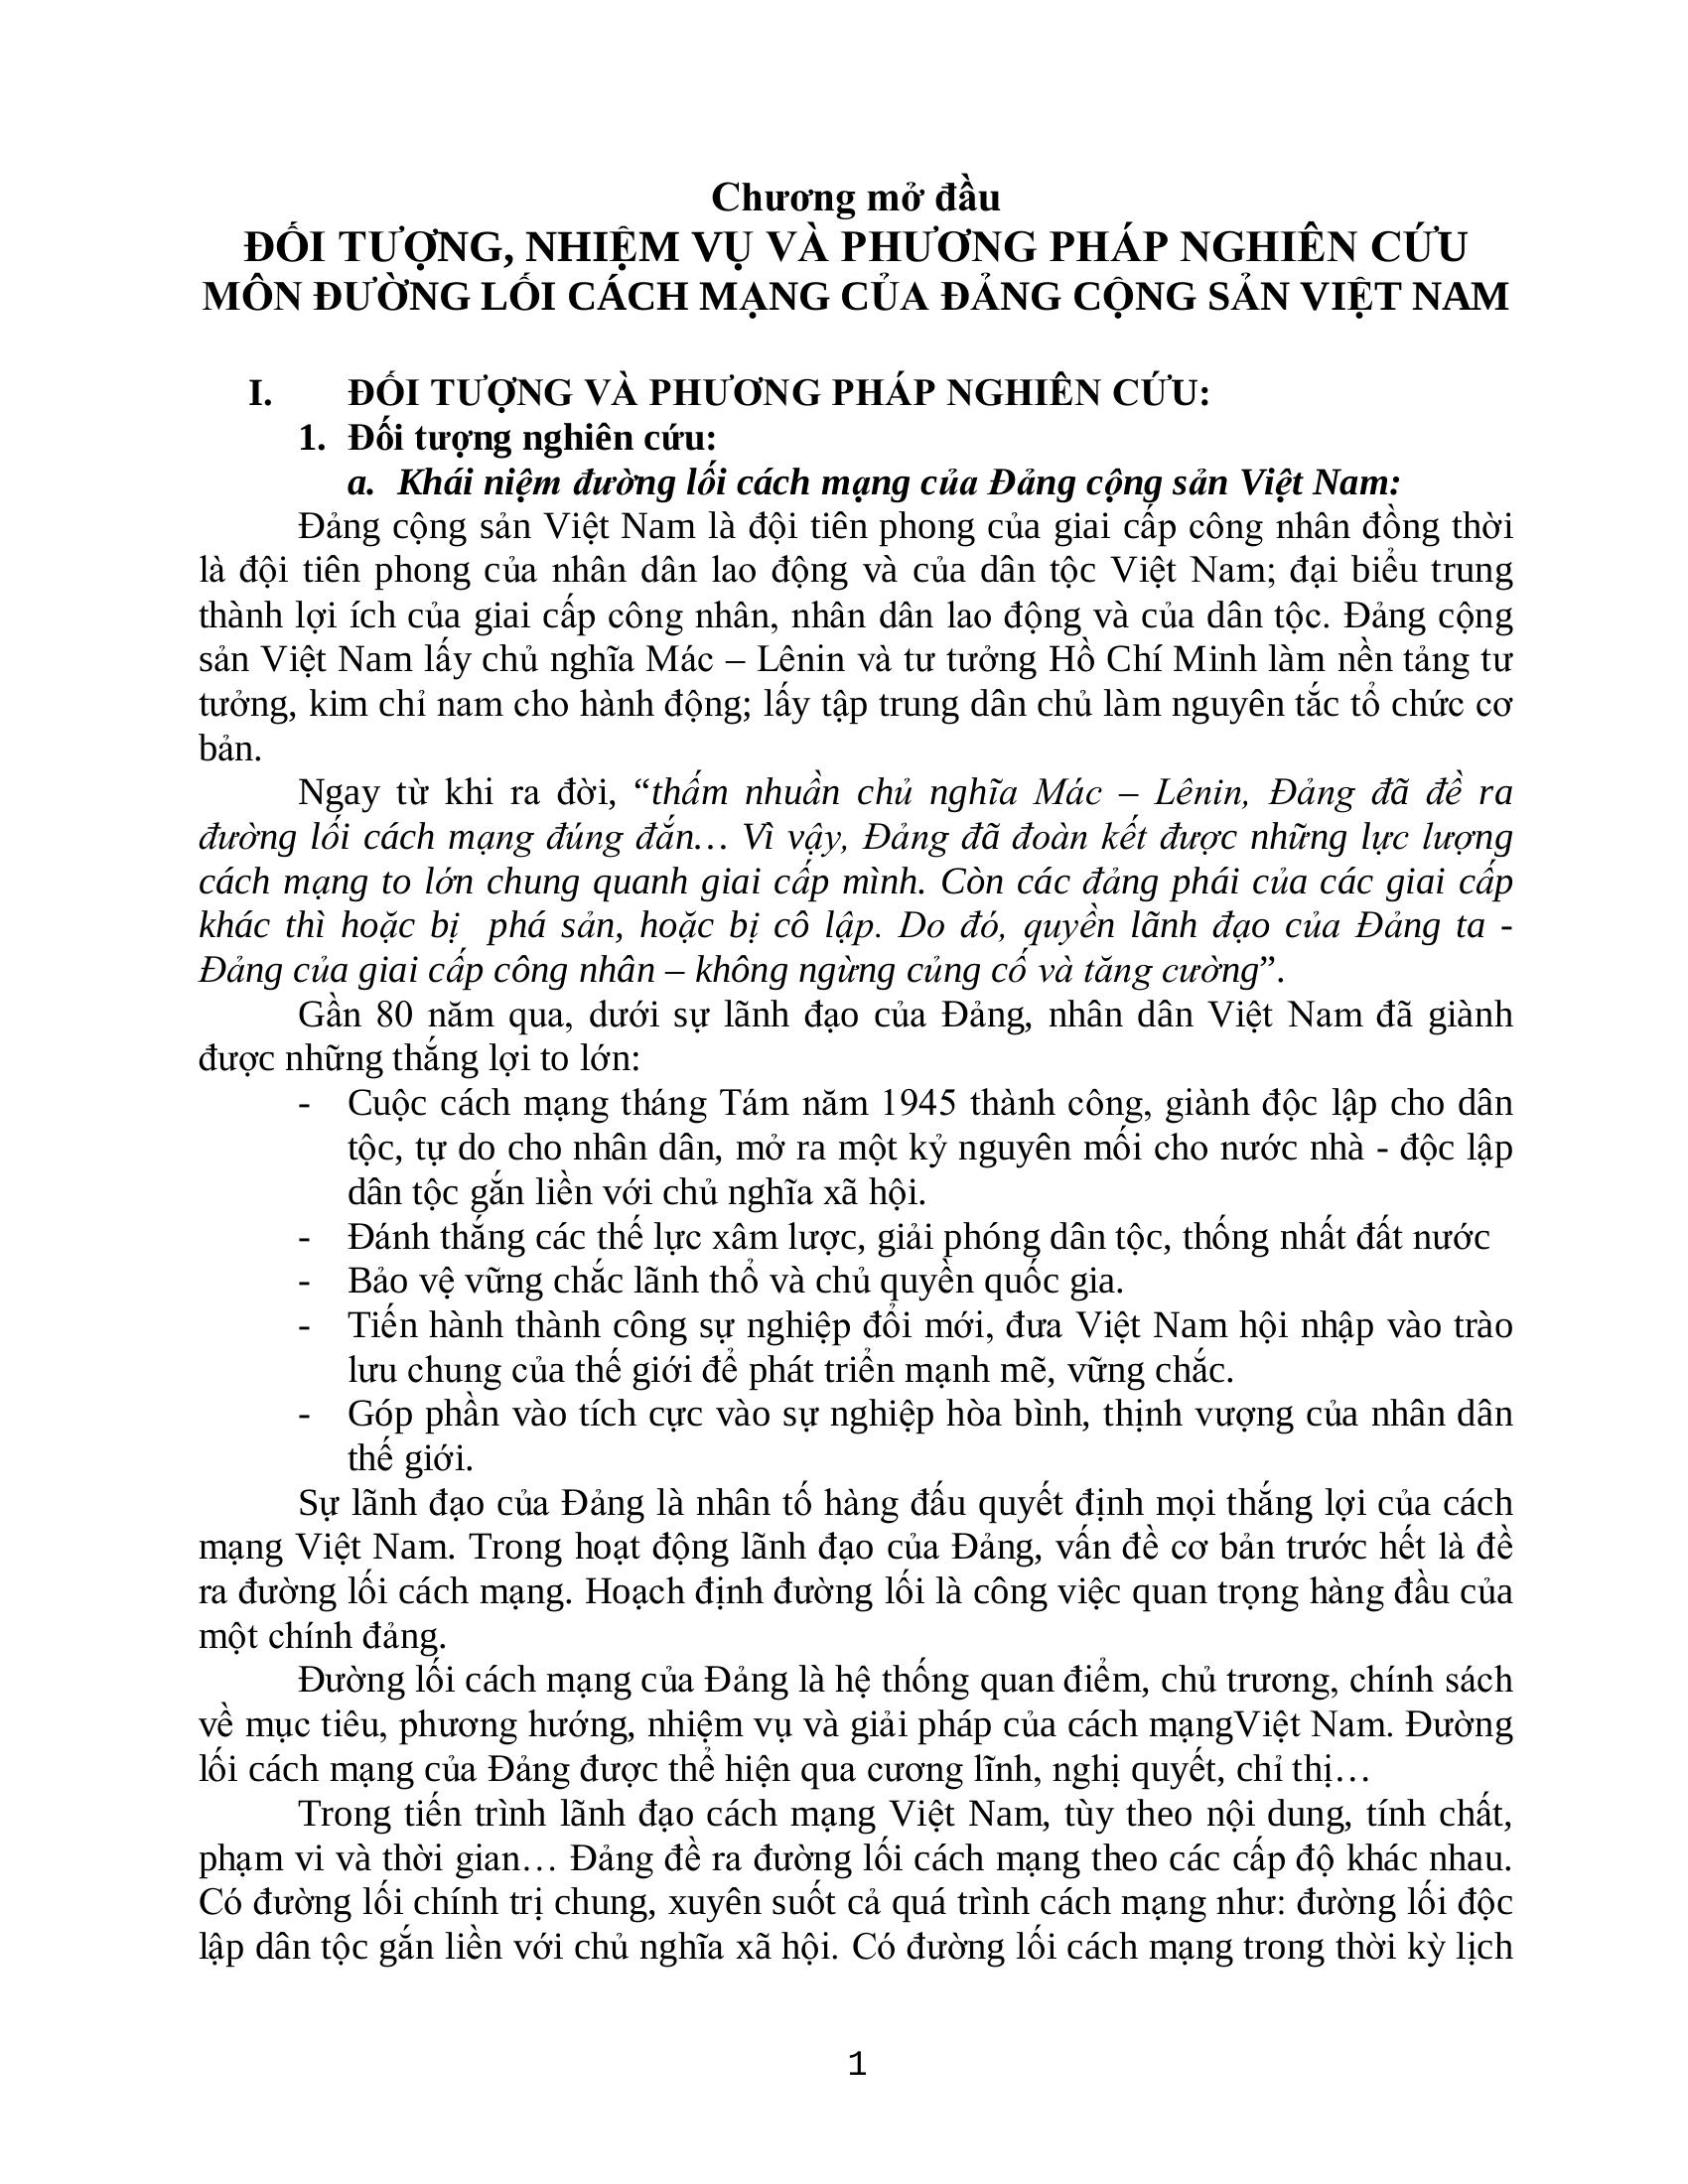 Chương mở đầu
ĐỐI TƯỢNG, NHIỆM VỤ VÀ PHƯƠNG PHÁP NGHIÊN CỨU
MÔN ĐƯỜNG LỐI CÁCH MẠNG CỦA ĐẢNG CỘNG SẢN VIỆT NAM
I. ĐỐI TƯỢNG VÀ PHƯƠNG PHÁP NGHIÊN CỨU:
1. Đối tượng nghiên cứu:
a. Khái niệm đường lối cách mạng của Đảng cộng sản Việt Nam:
Đảng cộng sản Việt Nam là đội tiên phong của giai cấp công nhân đồng thời
là đội tiên phong của nhân dân lao động và của dân tộc Việt Nam; đại biểu trung
thành lợi ích của giai cấp công nhân, nhân dân lao động và của dân tộc. Đảng cộng
sản Việt Nam lấy chủ nghĩa Mác – Lênin và tư tưởng Hồ Chí Minh làm nền tảng tư
tưởng, kim chỉ nam cho hành động; lấy tập trung dân chủ làm nguyên tắc tổ chức cơ
bản.
Ngay từ khi ra đời, “thấm nhuần chủ nghĩa Mác – Lênin, Đảng đã đề ra
đường lối cách mạng đúng đắn… Vì vậy, Đảng đã đoàn kết được những lực lượng
cách mạng to lớn chung quanh giai cấp mình. Còn các đảng phái của các giai cấp
khác thì hoặc bị  phá sản, hoặc bị cô lập. Do đó, quyền lãnh đạo của Đảng ta -
Đảng của giai cấp công nhân – không ngừng củng cố và tăng cường”.
Gần 80 năm qua, dưới sự lãnh đạo của Đảng, nhân dân Việt Nam đã giành
được những thắng lợi to lớn:
- Cuộc cách mạng tháng Tám năm 1945 thành công, giành độc lập cho dân
tộc, tự do cho nhân dân, mở ra một kỷ nguyên mối cho nước nhà - độc lập
dân tộc gắn liền với chủ nghĩa xã hội.
- Đánh thắng các thế lực xâm lược, giải phóng dân tộc, thống nhất đất nước
- Bảo vệ vững chắc lãnh thổ và chủ quyền quốc gia.
- Tiến hành thành công sự nghiệp đổi mới, đưa Việt Nam hội nhập vào trào
lưu chung của thế giới để phát triển mạnh mẽ, vững chắc.
- Góp phần vào tích cực vào sự nghiệp hòa bình, thịnh vượng của nhân dân
thế giới.
Sự lãnh đạo của Đảng là nhân tố hàng đấu quyết định mọi thắng lợi của cách
mạng Việt Nam. Trong hoạt động lãnh đạo của Đảng, vấn đề cơ bản trước hết là đề
ra đường lối cách mạng. Hoạch định đường lối là công việc quan trọng hàng đầu của
một chính đảng.
Đường lối cách mạng của Đảng là hệ thống quan điểm, chủ trương, chính sách
về mục tiêu, phương hướng, nhiệm vụ và giải pháp của cách mạngViệt Nam. Đường
lối cách mạng của Đảng được thể hiện qua cương lĩnh, nghị quyết, chỉ thị…
Trong tiến trình lãnh đạo cách mạng Việt Nam, tùy theo nội dung, tính chất,
phạm vi và thời gian… Đảng đề ra đường lối cách mạng theo các cấp độ khác nhau.
Có đường lối chính trị chung, xuyên suốt cả quá trình cách mạng như: đường lối độc
lập dân tộc gắn liền với chủ nghĩa xã hội. Có đường lối cách mạng trong thời kỳ lịch
1